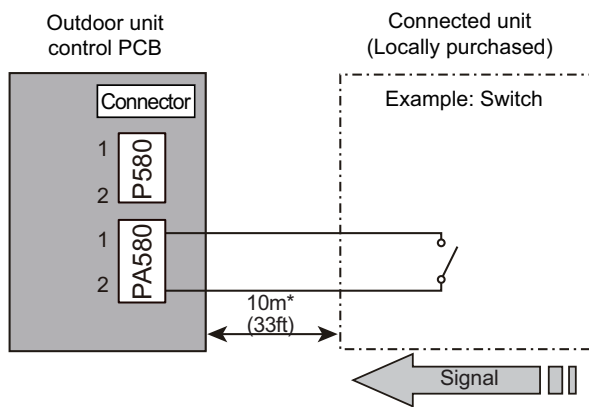 Outdoor unit
control PCB
Connected unit
(Locally purchased)
Connector
Example: Switch
1
2
P580
1
2
PA580
10m*
(33ft)
Signal